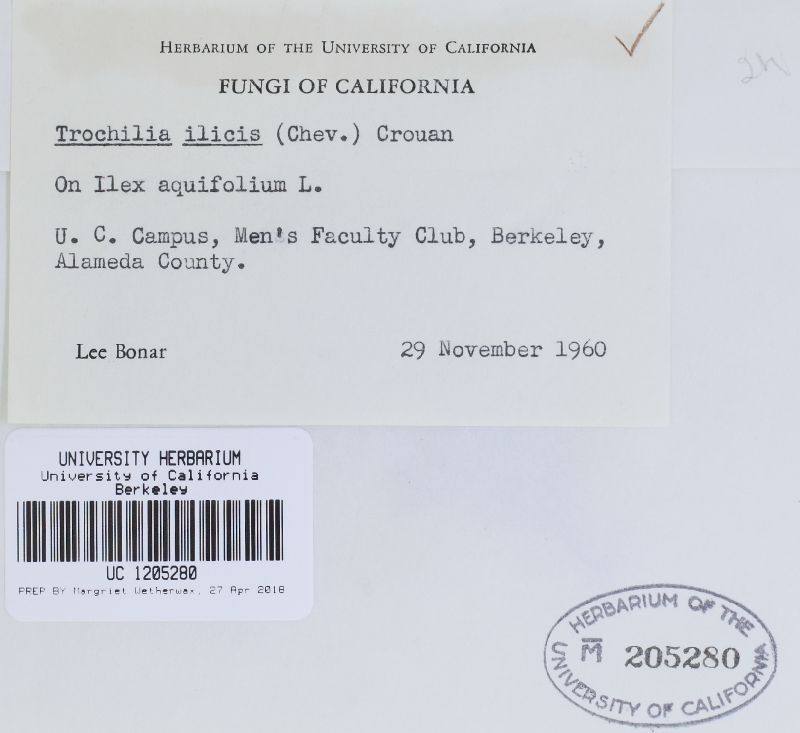 HERBARIUM OF THE UNIVERSITY OF CALIFORNIA
FUNGI OF CALIFORNIA
Trochilia ilicis (Chev.) Crouan
On Ilex aquifolium L.
U. C. Campus, Men's Faculty Club, Berkeley,
Alameda County.
Lee Bonar 29 November 1960
UNIVERSITY HERBARIUM
University of California
Berkeley
UC 1205280
PREP BY Margriet Wetherwax, 27 Apr 2018
HERBARIUM OF THE
M 205280
UNIVERSITY OF CALIFORNIA